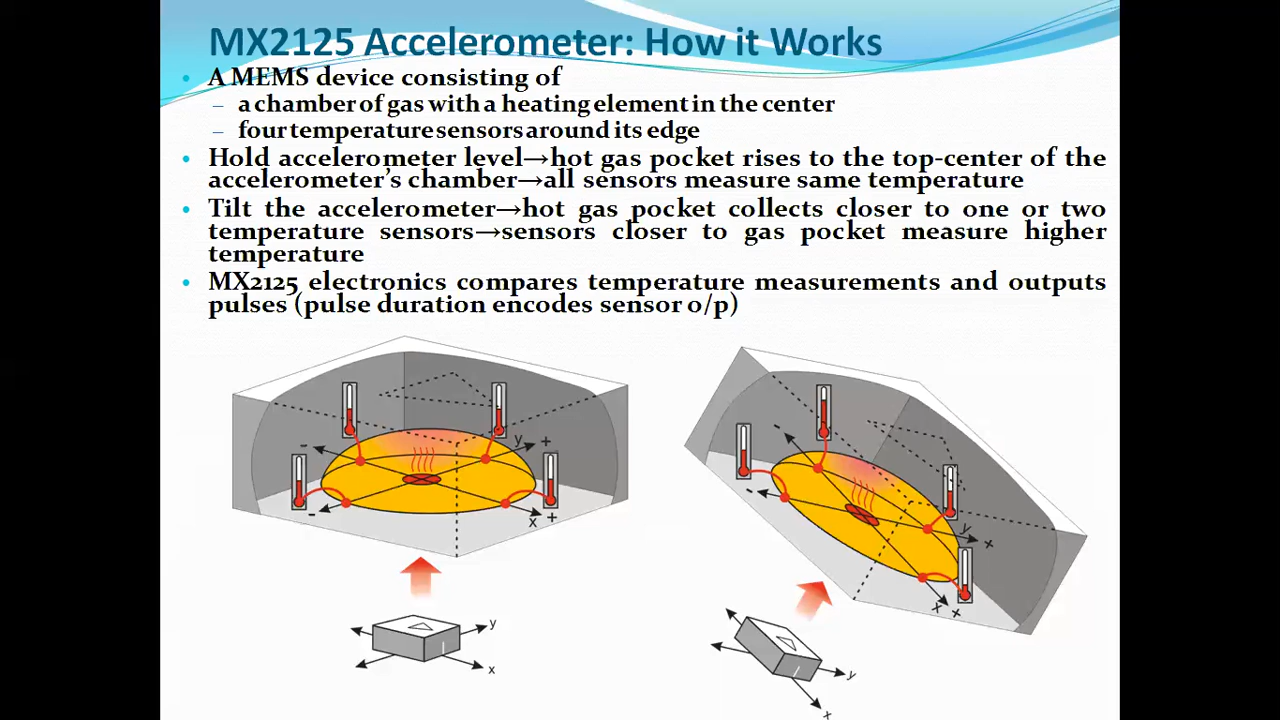 MX2125 Accelerometer: How it Works
• A MEMS device consisting of
– a chamber of gas with a heating element in the center
– four temperature sensors around its edge
• Hold accelerometer level→hot gas pocket rises to the top-center of the
accelerometer's chamber→all sensors measure same temperature
• Tilt the accelerometer→hot gas pocket collects closer to one or two
temperature sensors→sensors closer to gas pocket measure higher
temperature
• MX2125 electronics compares temperature measurements and outputs
pulses (pulse duration encodes sensor o/p)
- y +
- x +
- y +
- x +
y
x
y
x